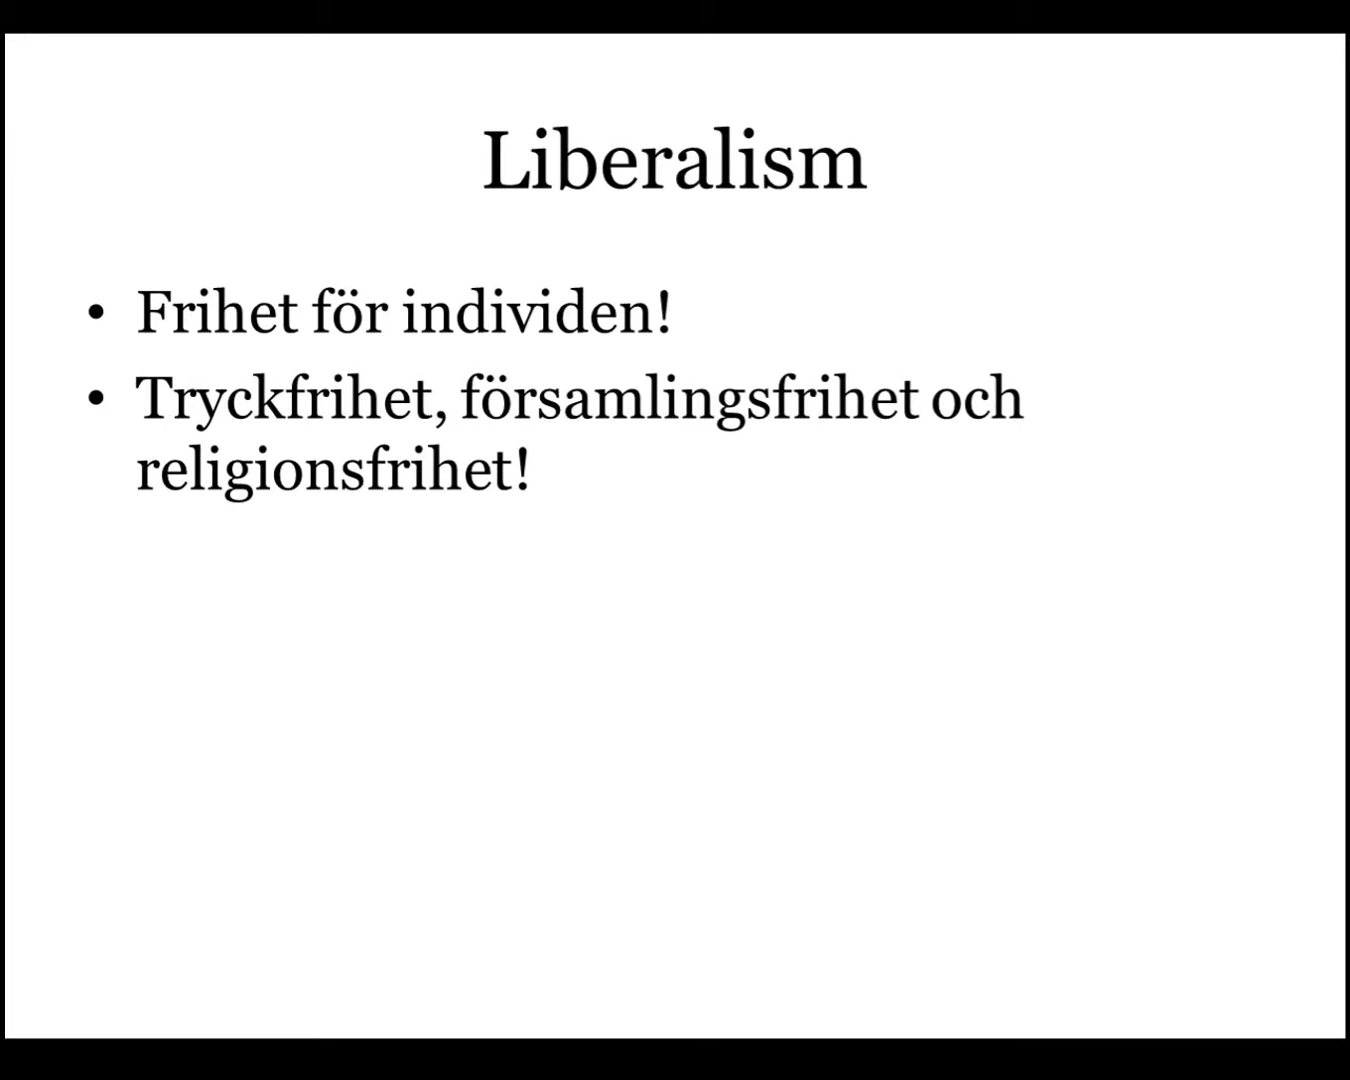 Liberalism
• Frihet för individen!
• Tryckfrihet, församlingsfrihet och
religionsfrihet!